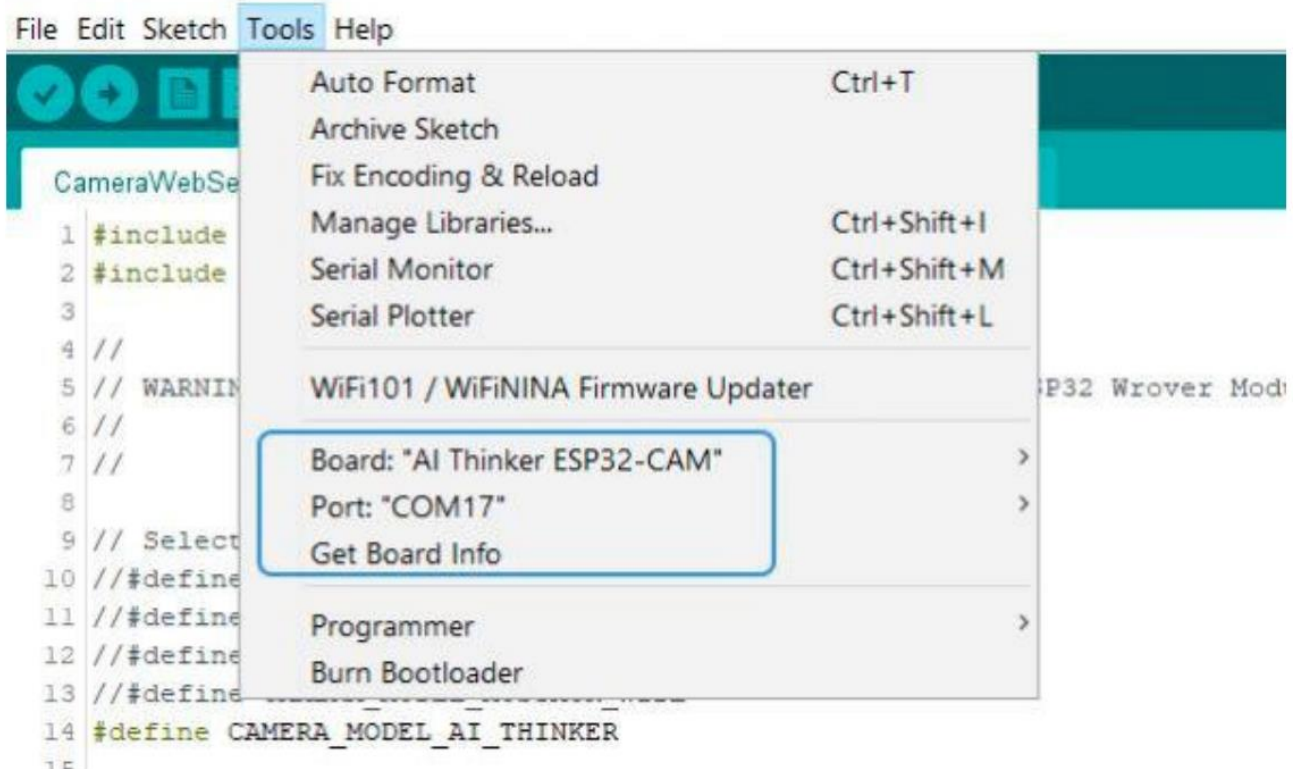 File Edit Sketch Tools Help
Auto Format Ctrl+T
Archive Sketch
Fix Encoding & Reload
Manage Libraries... Ctrl+Shift+I
Serial Monitor Ctrl+Shift+M
Serial Plotter Ctrl+Shift+L
WiFi101 / WiFiNINA Firmware Updater
Board: "AI Thinker ESP32-CAM"
Port: "COM17"
Get Board Info
Programmer
Burn Bootloader
CameraWebSe
1 #include
2 #include
3
4 //
5 // WARNIN SP32 Wrover Modu
6 //
7 //
8
9 // Select
10 //#define
11 //#define
12 //#define
13 //#define
14 #define CAMERA_MODEL_AI_THINKER
15